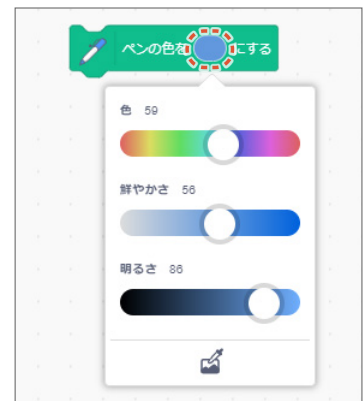 ペンの色を にする
色 59
鮮やかさ 56
明るさ 86